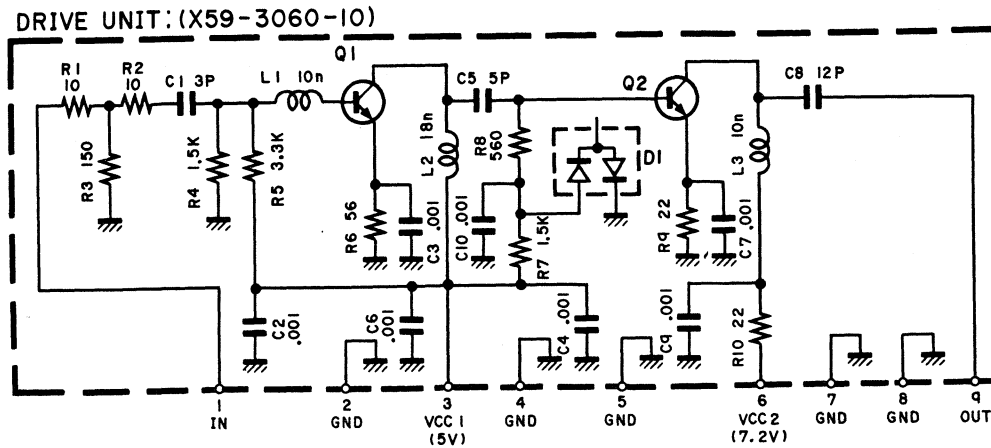 DRIVE UNIT: (X59-3060-10)
Q1
R1
10
R2
10
C1 3P
L1 10n
C5 5P
Q2
C8 12P
R3 150
R4 1.5K
R5 3.3K
L2 18n
R8
560
D1
L3 10n
R6 56
C3 .001
C10 .001
R7 1.5K
R9 22
C7 .001
C2
.001
C6
.001
C4 .001
C9 .001
R10 22
1
IN
2
GND
3
VCC1
(5V)
4
GND
5
GND
6
VCC2
(7.2V)
7
GND
8
GND
9
OUT